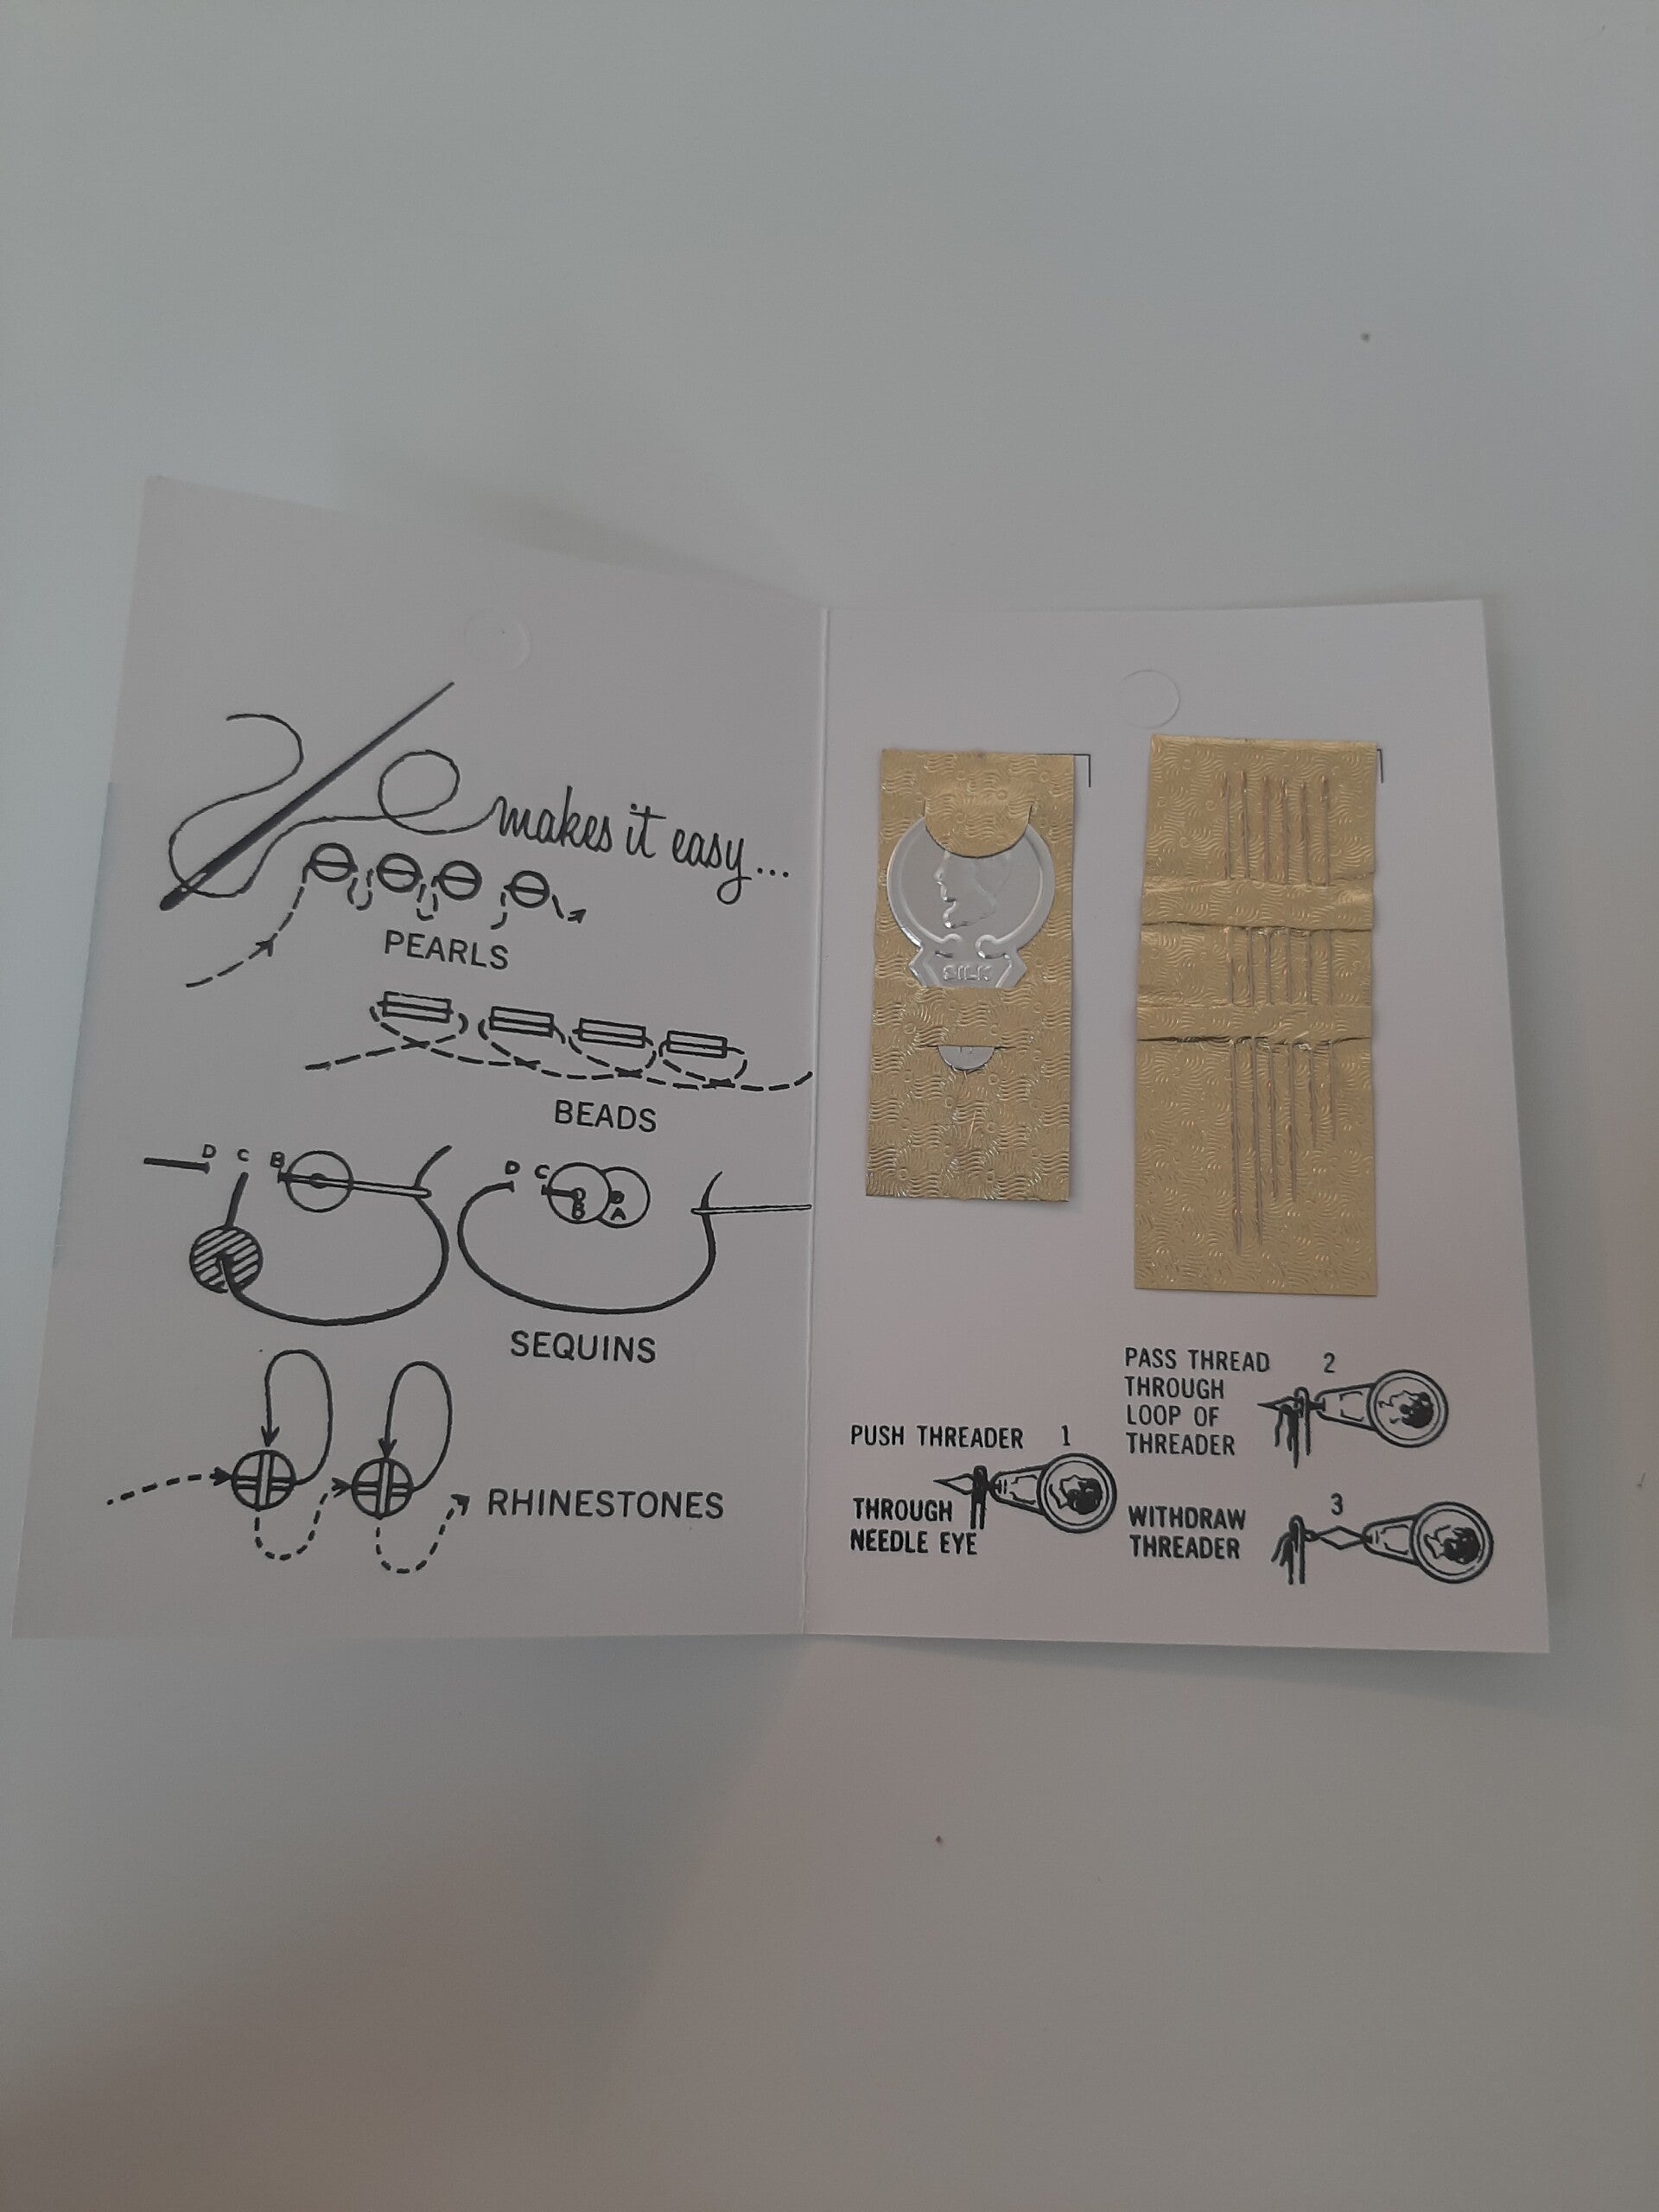 makes it easy...
PEARLS
BEADS
D C B
D C B A
SEQUINS
RHINESTONES
SILK
PUSH THREADER 1
THROUGH
NEEDLE EYE
PASS THREAD 2
THROUGH
LOOP OF
THREADER
WITHDRAW 3
THREADER